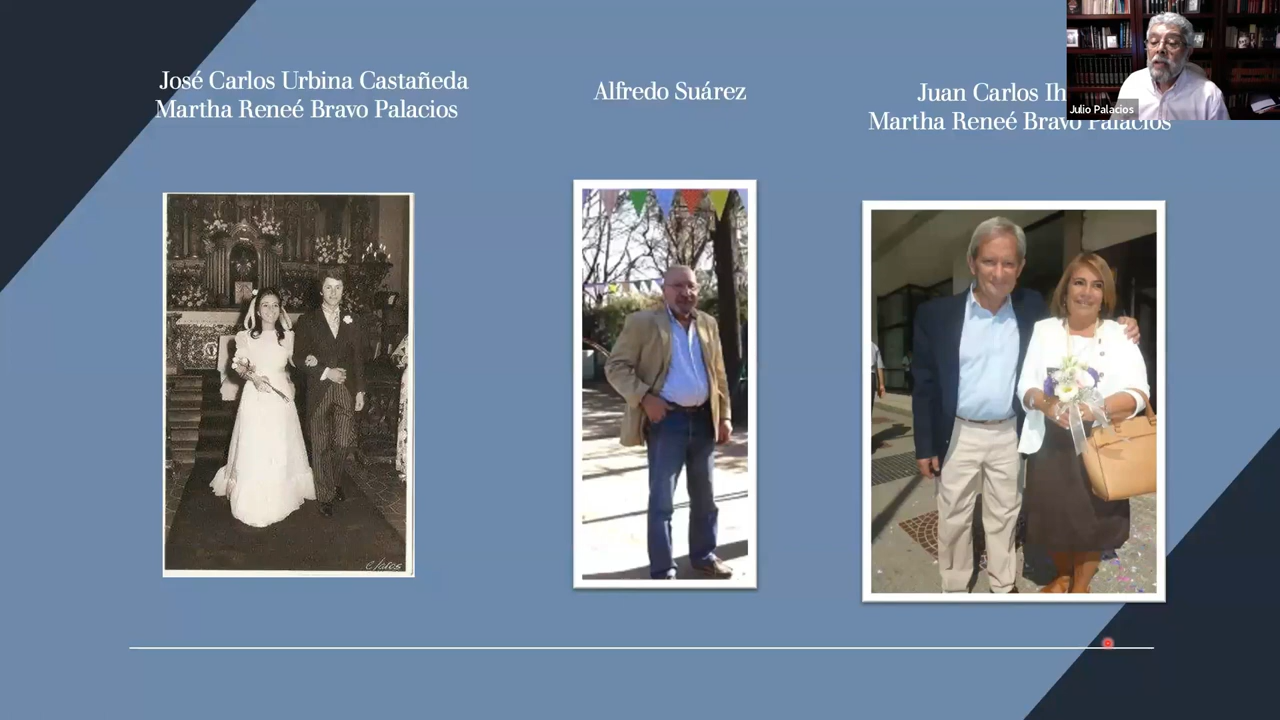 José Carlos Urbina Castañeda
Martha Reneé Bravo Palacios
Alfredo Suárez
Juan Carlos
Martha Reneé Bravo Palacios
Julio Palacios